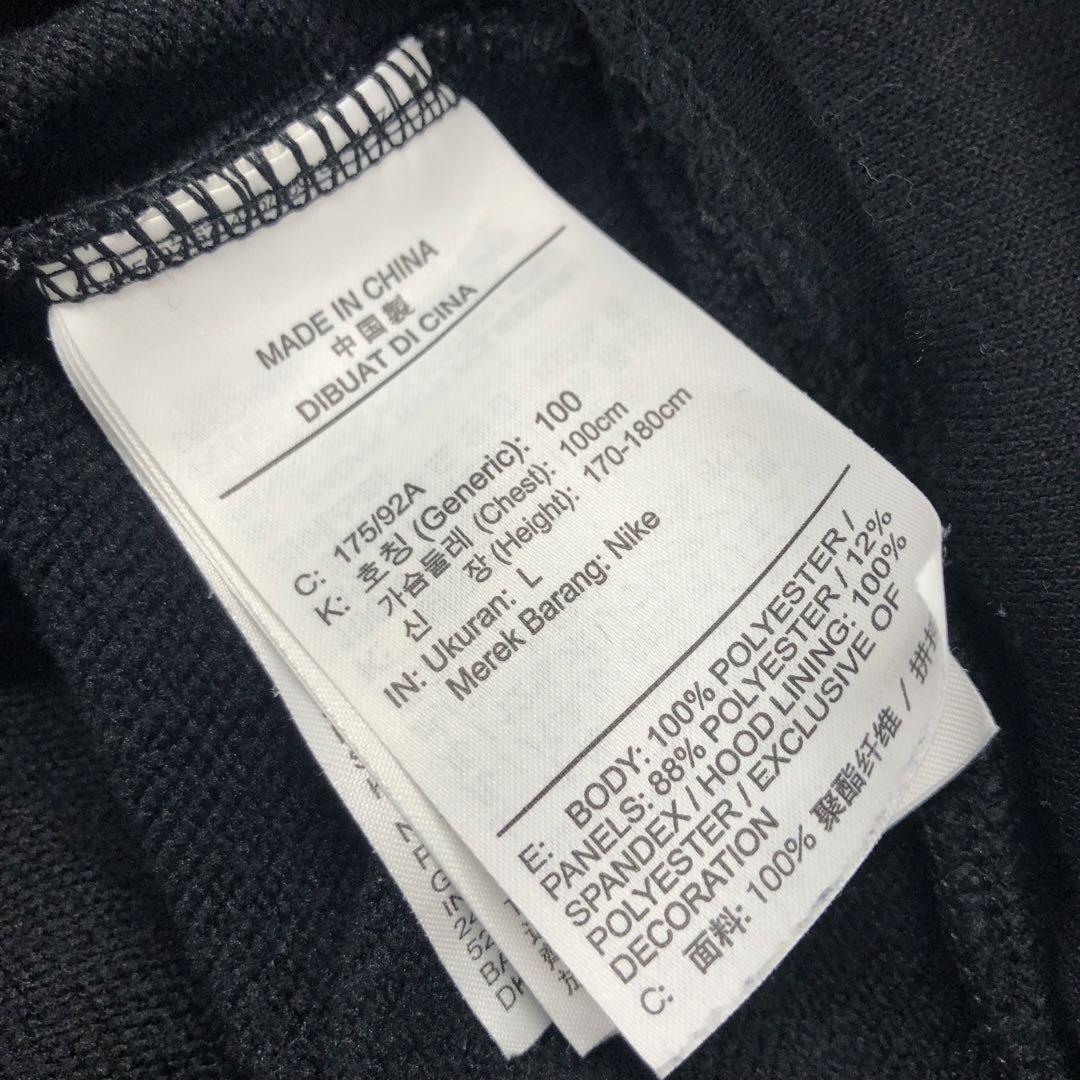 MADE IN CHINA
中国製
DIBUAT DI CINA
C: 175/92A
K: 호칭 (Generic): 100
가슴둘레 (Chest): 100cm
신 장 (Height): 170-180cm
IN: Ukuran: L
Merek Barang: Nike
E: BODY: 100% POLYESTER /
PANELS: 88% POLYESTER / 12%
SPANDEX / HOOD LINING: 100%
POLYESTER / EXCLUSIVE OF
DECORATION
C: 面料: 100% 聚酯纤维 / 拼